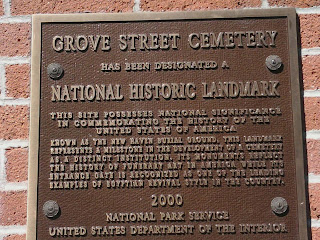 GROVE STREET CEMETERY
HAS BEEN DESIGNATED A
NATIONAL HISTORIC LANDMARK
THIS SITE POSSESSES NATIONAL SIGNIFICANCE
IN COMMEMORATING THE HISTORY OF THE
UNITED STATES OF AMERICA
KNOWN AS THE NEW HAVEN BURIAL GROUND, THIS LANDMARK
REPRESENTS A MILESTONE IN THE DEVELOPMENT OF A CEMETERY
AS A DISTINCT INSTITUTION. ITS MONUMENTS REFLECT
THE HISTORY OF FUNERARY ART IN AMERICA WHILE ITS
ENTRANCE GATE IS RECOGNIZED AS ONE OF THE LEADING
EXAMPLES OF EGYPTIAN REVIVAL STYLE IN THE COUNTRY.
2000
NATIONAL PARK SERVICE
UNITED STATES DEPARTMENT OF THE INTERIOR